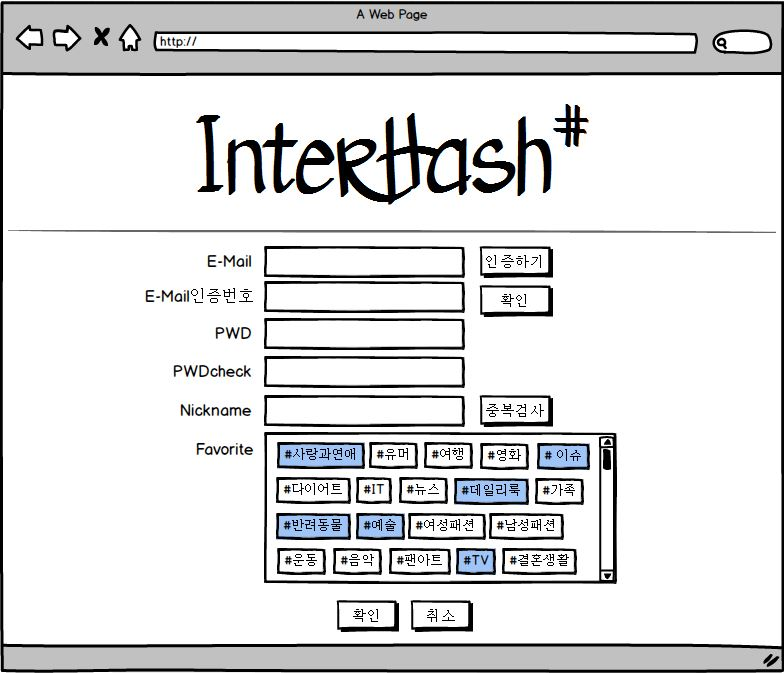 A Web Page
http://
InterHash#
E-Mail 인증하기
E-Mail인증번호 확인
PWD
PWDcheck
Nickname 중복검사
Favorite
#사랑과연애 #유머 #여행 #영화 # 이슈
#다이어트 #IT #뉴스 #데일리룩 #가족
#반려동물 #예술 #여성패션 #남성패션
#운동 #음악 #팬아트 #TV #결혼생활
확인 취소